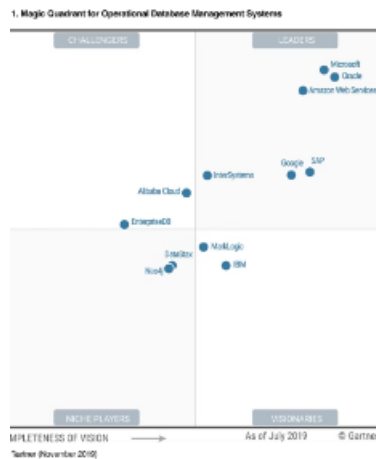 1. Magic Quadrant for Operational Database Management Systems
CHALLENGERS
LEADERS
Microsoft
Oracle
Amazon Web Services
Google
SAP
InterSystems
Alibaba Cloud
EnterpriseDB
MarkLogic
DataStax
IBM
Neo4j
NICHE PLAYERS
VISIONARIES
MPLETENESS OF VISION
As of July 2019
© Gartne
Gartner (November 2019)